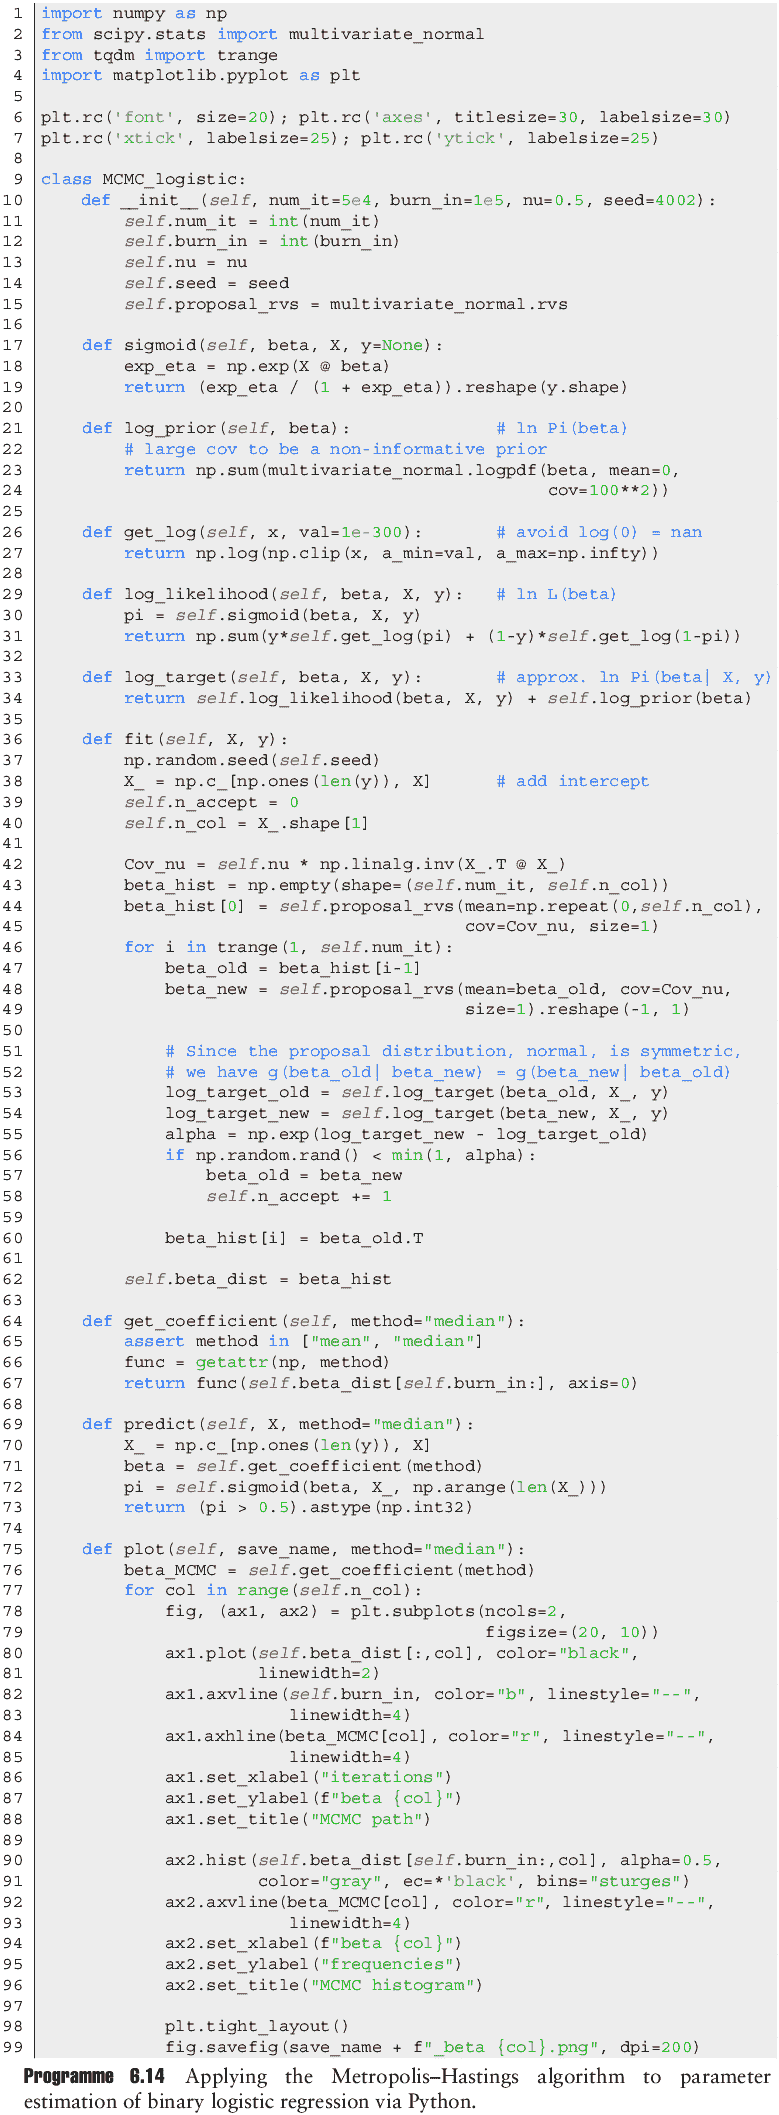 1 import numpy as np
2 from scipy.stats import multivariate_normal
3 from tqdm import trange
4 import matplotlib.pyplot as plt
5
6 plt.rc('font', size=20); plt.rc('axes', titlesize=30, labelsize=30)
7 plt.rc('xtick', labelsize=25); plt.rc('ytick', labelsize=25)
8
9 class MCMC_logistic:
10     def __init__(self, num_it=5e4, burn_in=1e5, nu=0.5, seed=4002):
11         self.num_it = int(num_it)
12         self.burn_in = int(burn_in)
13         self.nu = nu
14         self.seed = seed
15         self.proposal_rvs = multivariate_normal.rvs
16
17     def sigmoid(self, beta, X, y=None):
18         exp_eta = np.exp(X @ beta)
19         return (exp_eta / (1 + exp_eta)).reshape(y.shape)
20
21     def log_prior(self, beta):              # ln Pi(beta)
22         # large cov to be a non-informative prior
23         return np.sum(multivariate_normal.logpdf(beta, mean=0,
24                                                  cov=100**2))
25
26     def get_log(self, x, val=1e-300):       # avoid log(0) = nan
27         return np.log(np.clip(x, a_min=val, a_max=np.infty))
28
29     def log_likelihood(self, beta, X, y):   # ln L(beta)
30         pi = self.sigmoid(beta, X, y)
31         return np.sum(y*self.get_log(pi) + (1-y)*self.get_log(1-pi))
32
33     def log_target(self, beta, X, y):       # approx. ln Pi(beta| X, y)
34         return self.log_likelihood(beta, X, y) + self.log_prior(beta)
35
36     def fit(self, X, y):
37         np.random.seed(self.seed)
38         X_ = np.c_[np.ones(len(y)), X]      # add intercept
39         self.n_accept = 0
40         self.n_col = X_.shape[1]
41
42         Cov_nu = self.nu * np.linalg.inv(X_.T @ X_)
43         beta_hist = np.empty(shape=(self.num_it, self.n_col))
44         beta_hist[0] = self.proposal_rvs(mean=np.repeat(0,self.n_col),
45                                          cov=Cov_nu, size=1)
46         for i in trange(1, self.num_it):
47             beta_old = beta_hist[i-1]
48             beta_new = self.proposal_rvs(mean=beta_old, cov=Cov_nu,
49                                          size=1).reshape(-1, 1)
50
51             # Since the proposal distribution, normal, is symmetric,
52             # we have g(beta_old| beta_new) = g(beta_new| beta_old)
53             log_target_old = self.log_target(beta_old, X_, y)
54             log_target_new = self.log_target(beta_new, X_, y)
55             alpha = np.exp(log_target_new - log_target_old)
56             if np.random.rand() < min(1, alpha):
57                 beta_old = beta_new
58                 self.n_accept += 1
59
60             beta_hist[i] = beta_old.T
61
62         self.beta_dist = beta_hist
63
64     def get_coefficient(self, method="median"):
65         assert method in ["mean", "median"]
66         func = getattr(np, method)
67         return func(self.beta_dist[self.burn_in:], axis=0)
68
69     def predict(self, X, method="median"):
70         X_ = np.c_[np.ones(len(y)), X]
71         beta = self.get_coefficient(method)
72         pi = self.sigmoid(beta, X_, np.arange(len(X_)))
73         return (pi > 0.5).astype(np.int32)
74
75     def plot(self, save_name, method="median"):
76         beta_MCMC = self.get_coefficient(method)
77         for col in range(self.n_col):
78             fig, (ax1, ax2) = plt.subplots(ncols=2,
79                                            figsize=(20, 10))
80             ax1.plot(self.beta_dist[:,col], color="black",
81                      linewidth=2)
82             ax1.axvline(self.burn_in, color="b", linestyle="--",
83                         linewidth=4)
84             ax1.axhline(beta_MCMC[col], color="r", linestyle="--",
85                         linewidth=4)
86             ax1.set_xlabel("iterations")
87             ax1.set_ylabel(f"beta {col}")
88             ax1.set_title("MCMC path")
89
90             ax2.hist(self.beta_dist[self.burn_in:,col], alpha=0.5,
91                      color="gray", ec=*'black', bins="sturges")
92             ax2.axvline(beta_MCMC[col], color="r", linestyle="--",
93                         linewidth=4)
94             ax2.set_xlabel(f"beta {col}")
95             ax2.set_ylabel("frequencies")
96             ax2.set_title("MCMC histogram")
97
98             plt.tight_layout()
99             fig.savefig(save_name + f"_beta {col}.png", dpi=200)
Programme 6.14 Applying the Metropolis–Hastings algorithm to parameter
estimation of binary logistic regression via Python.